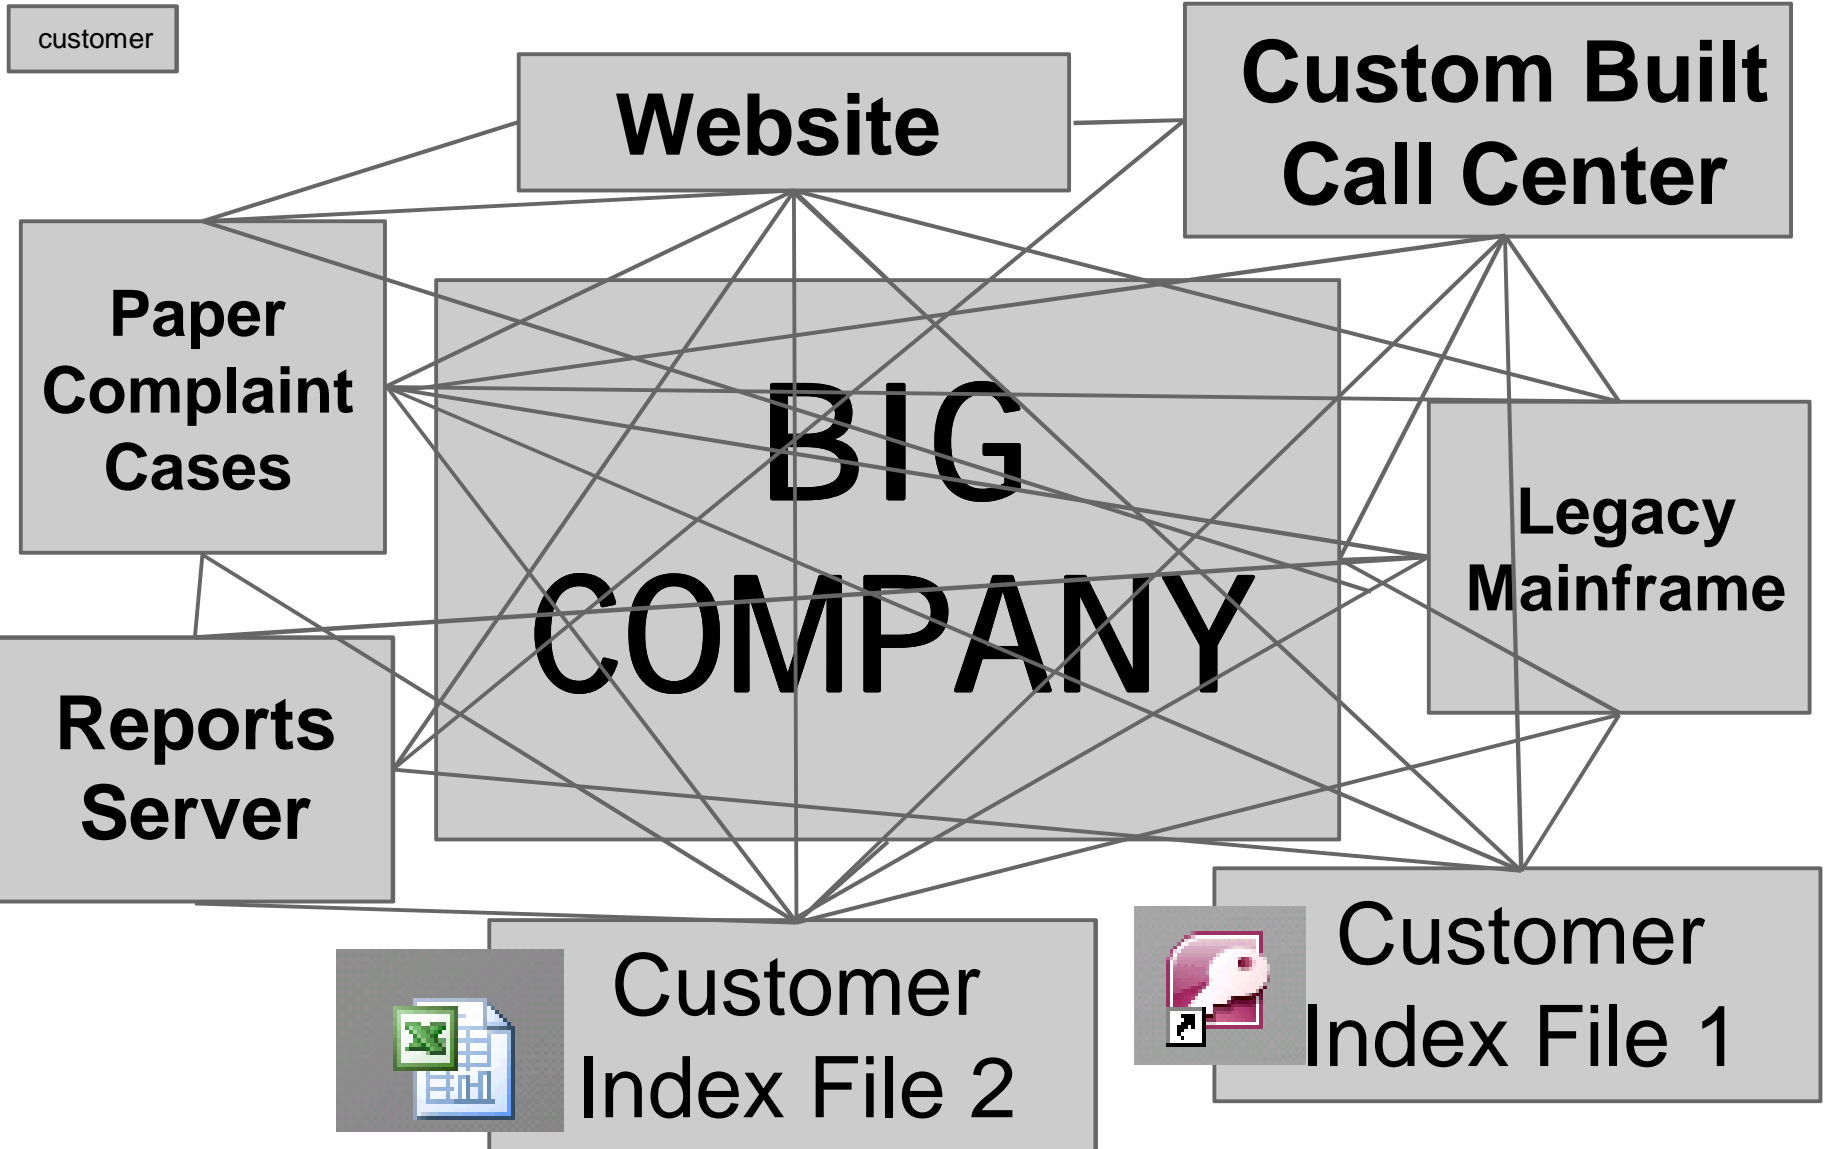 customer
Website
Custom Built
Call Center
Paper
Complaint
Cases
BIG
COMPANY
Legacy
Mainframe
Reports
Server
Customer
Index File 2
Customer
Index File 1